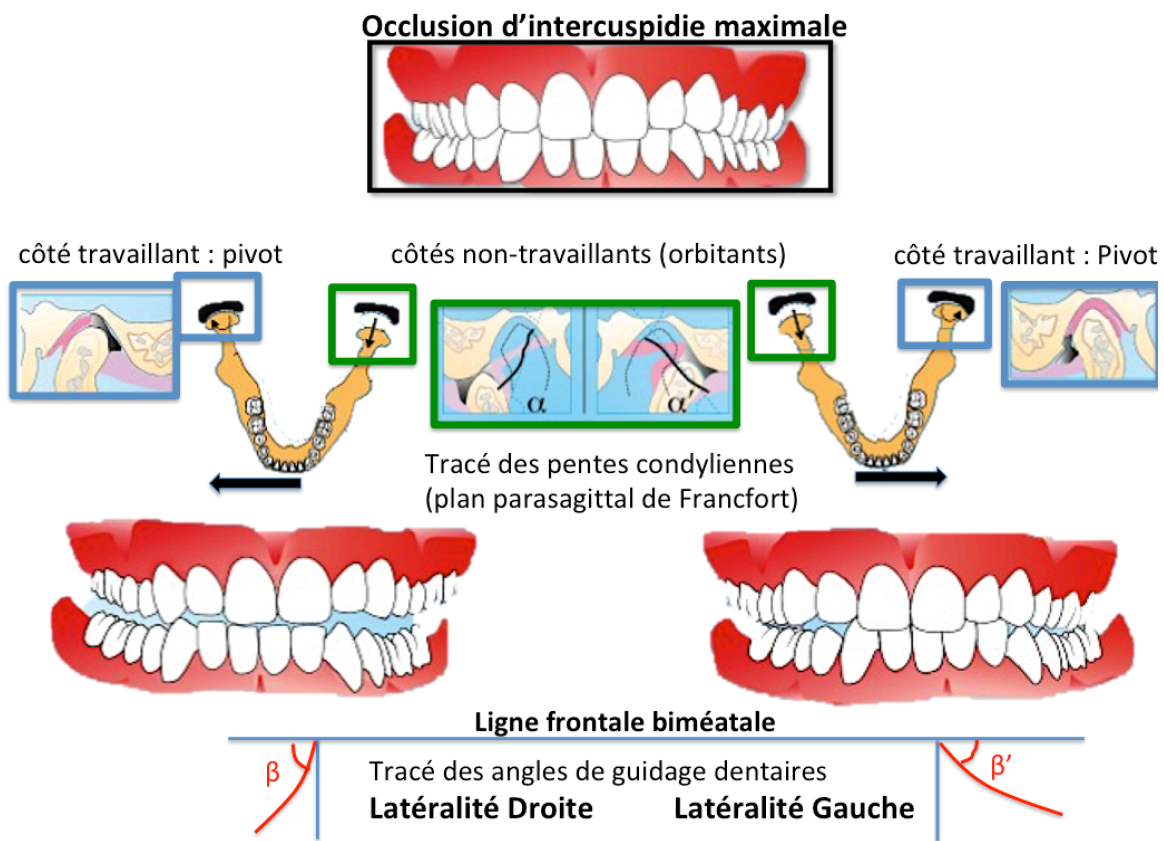 Occlusion d’intercuspidie maximale
côté travaillant : pivot
côtés non-travaillants (orbitants)
côté travaillant : Pivot
α
α’
Tracé des pentes condyliennes
(plan parasagittal de Francfort)
Ligne frontale biméatale
β
Tracé des angles de guidage dentaires
β’
Latéralité Droite
Latéralité Gauche